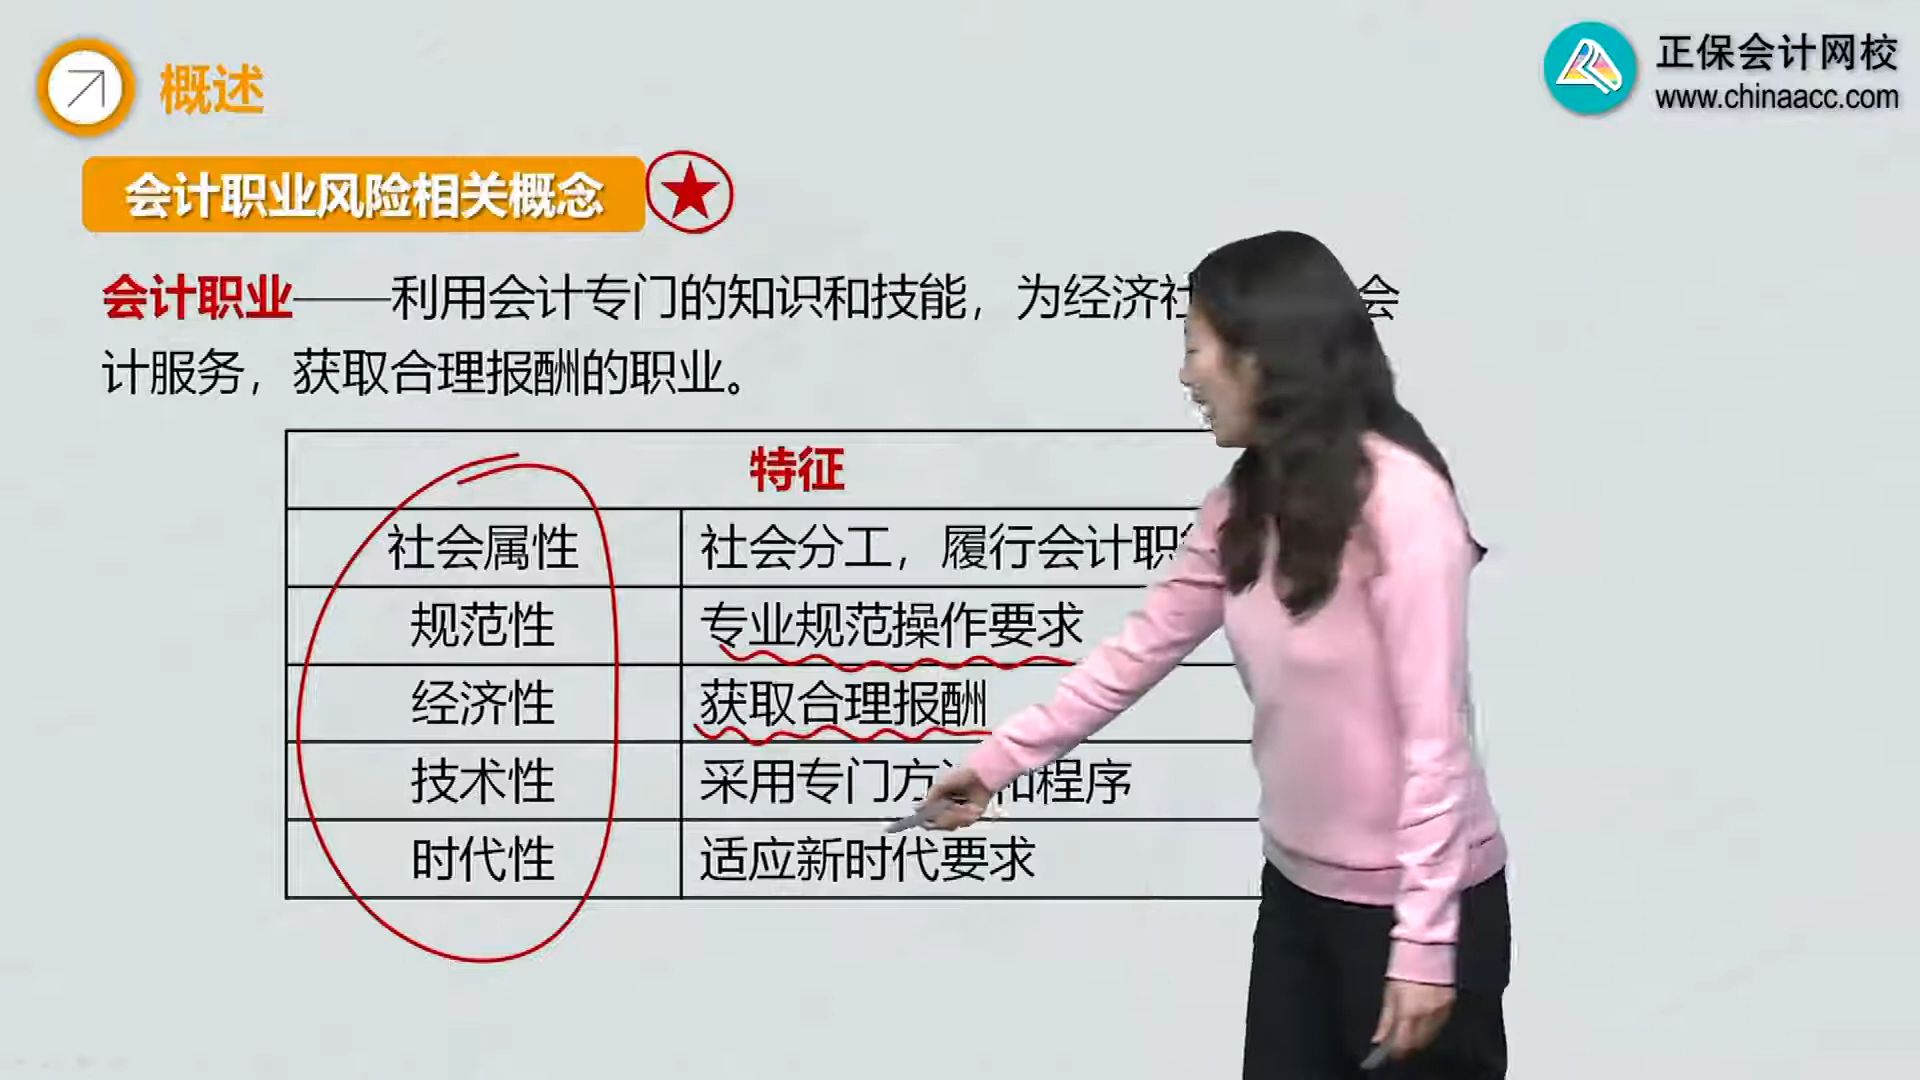 概述
正保会计网校
www.chinaacc.com
会计职业风险相关概念
会计职业——利用会计专门的知识和技能，为经济社 会
计服务，获取合理报酬的职业。
特征
社会属性 社会分工，履行会计职
规范性 专业规范操作要求
经济性 获取合理报酬
技术性 采用专门方 和程序
时代性 适应新时代要求